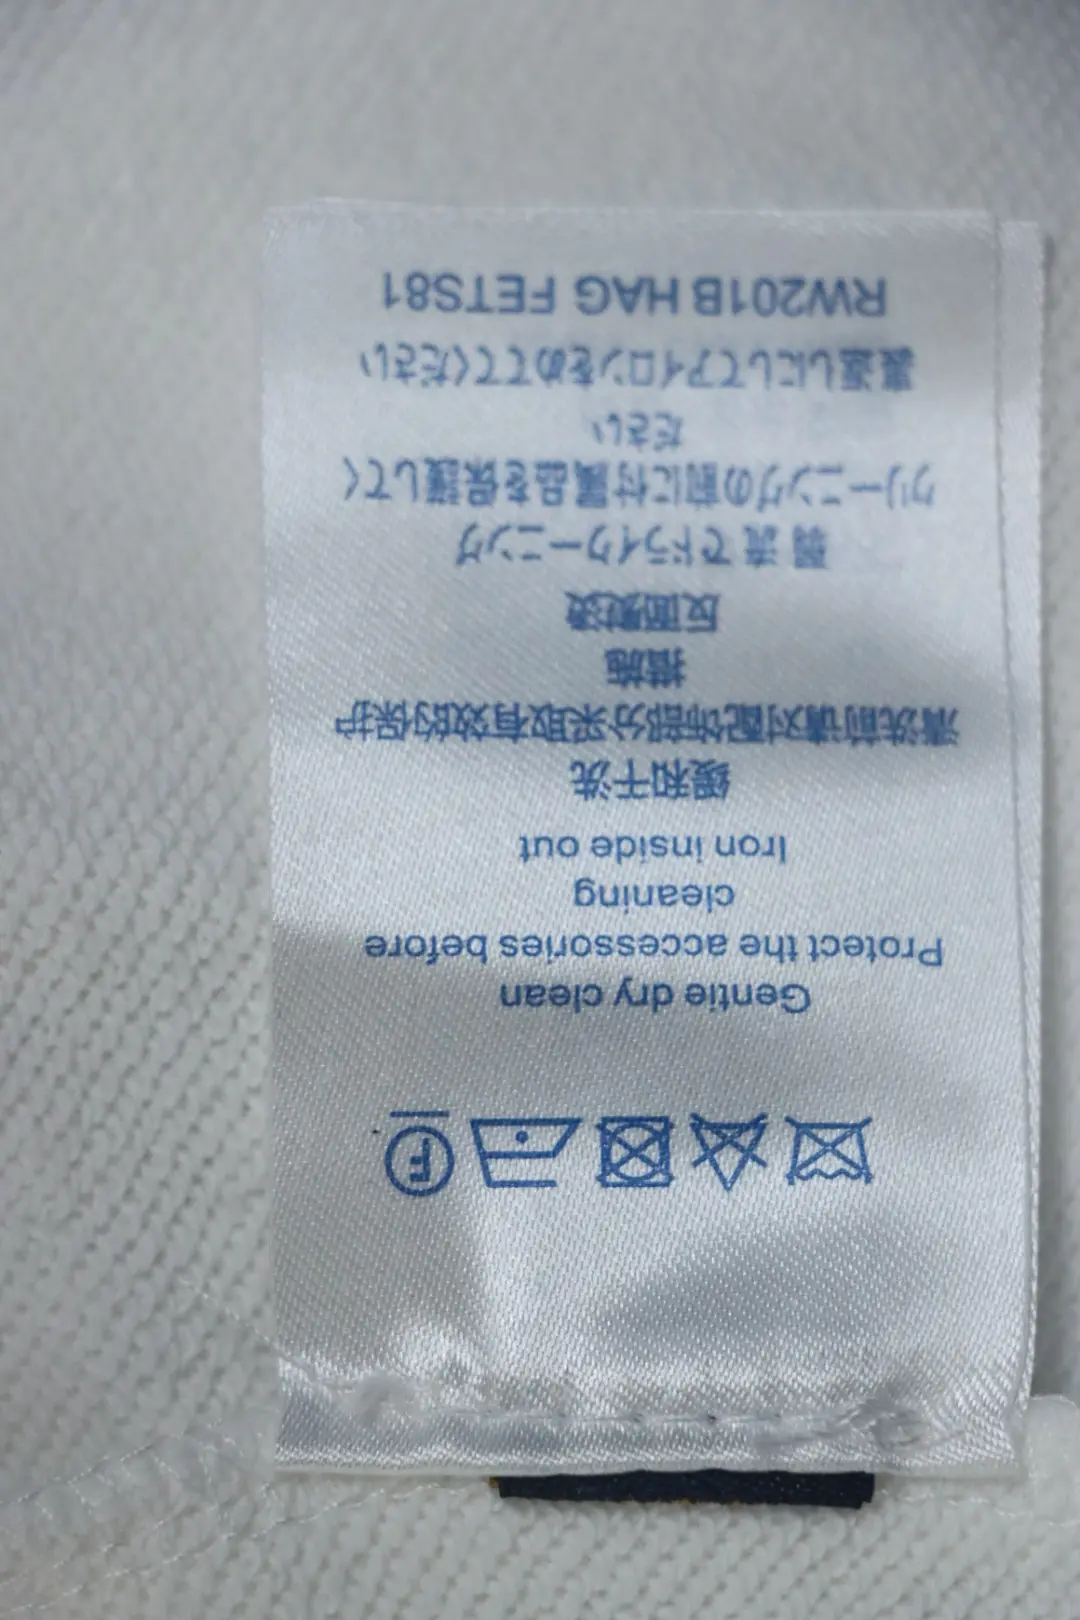 F
Gentle dry clean
Protect the accessories before
cleaning
Iron inside out
缓和干洗
清洗前请对配饰部分采取有效的保护
措施
反面熨烫
弱流でドライクーニング
クリーニングの前に付属品を保護してく
ださい
裏返しにしてアイロンをめててください
RW201B HAG FETS81